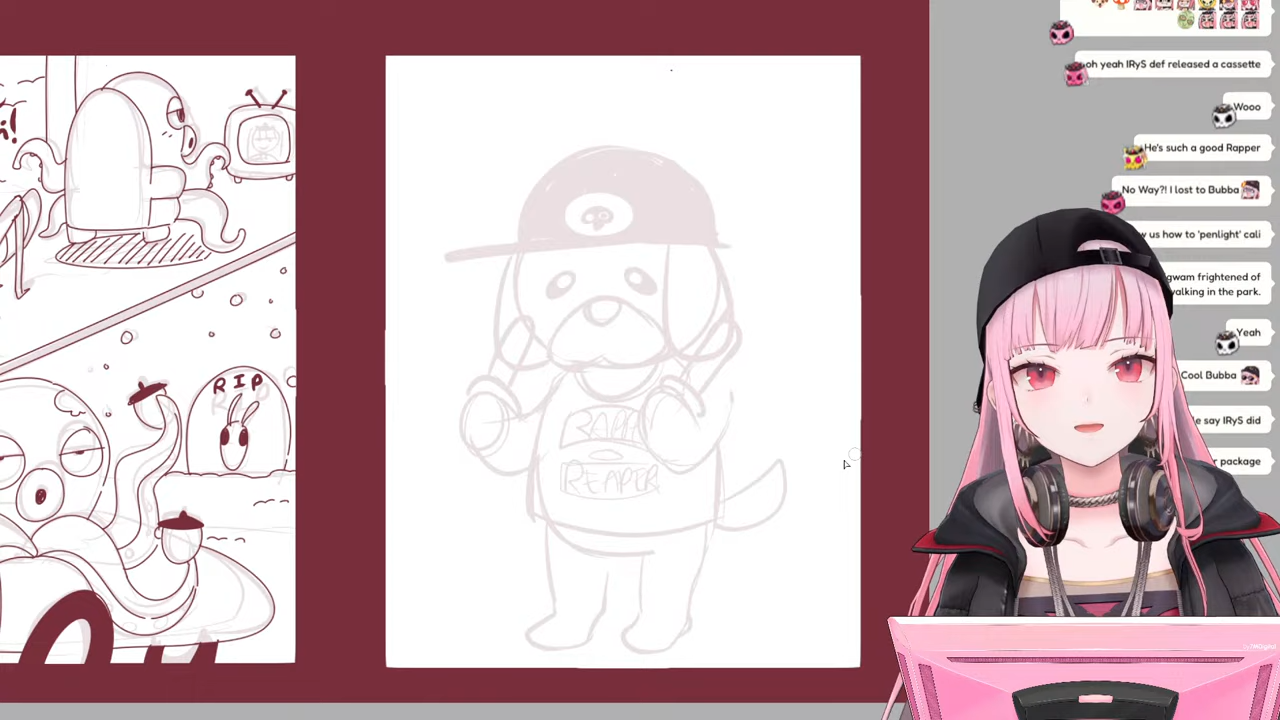 oh yeah IRyS def released a cassette
Wooo
He's such a good Rapper
No Way?! I lost to Bubba
us how to 'penlight' cali
gwam frightened of
walking in the park.
Yeah
Cool Bubba
say IRyS did
package
RIP
RAPPER
REAPER